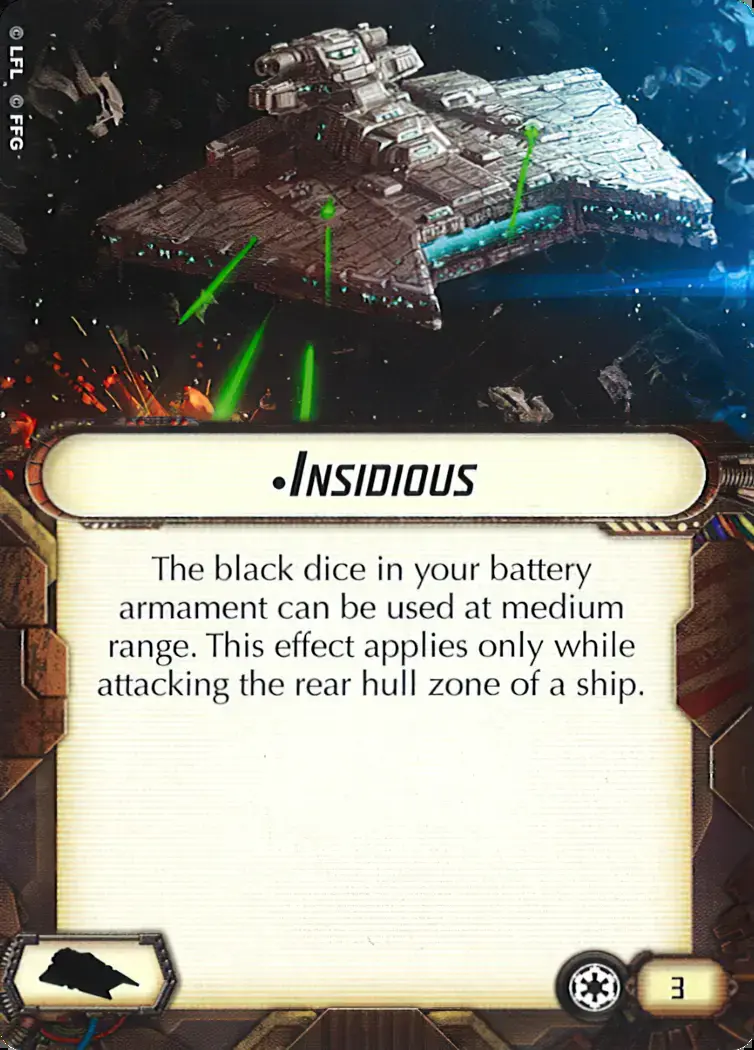 © LFL © FFG
•INSIDIOUS
The black dice in your battery
armament can be used at medium
range. This effect applies only while
attacking the rear hull zone of a ship.
3